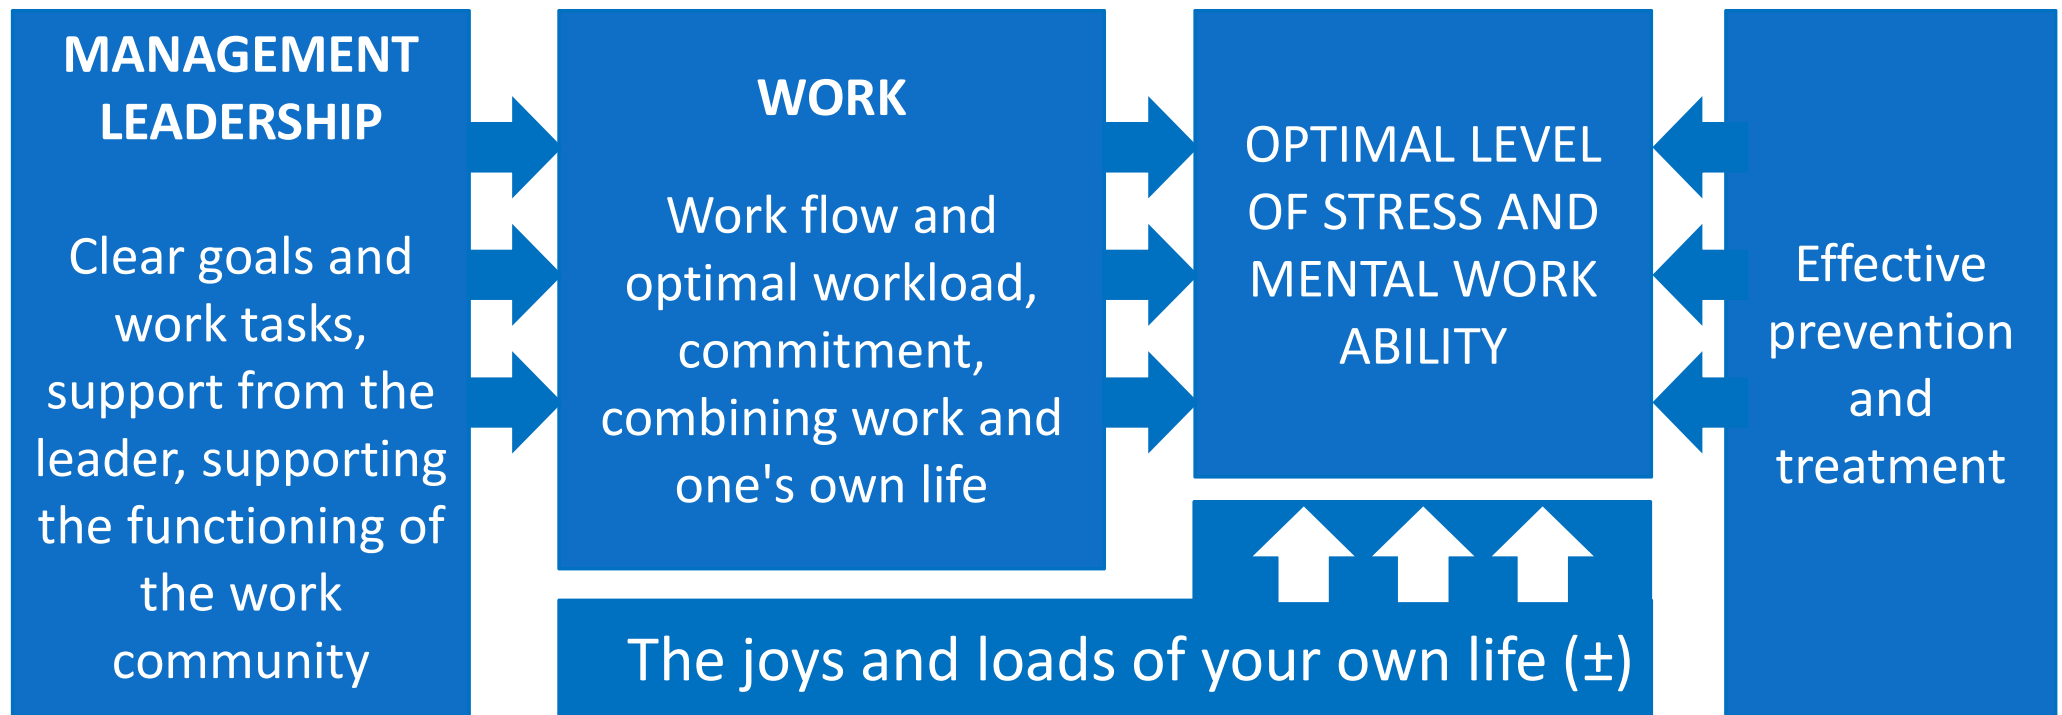 MANAGEMENT
LEADERSHIP
Clear goals and
work tasks,
support from the
leader, supporting
the functioning of
the work
community
WORK
Work flow and
optimal workload,
commitment,
combining work and
one's own life
OPTIMAL LEVEL
OF STRESS AND
MENTAL WORK
ABILITY
Effective
prevention
and
treatment
The joys and loads of your own life (±)